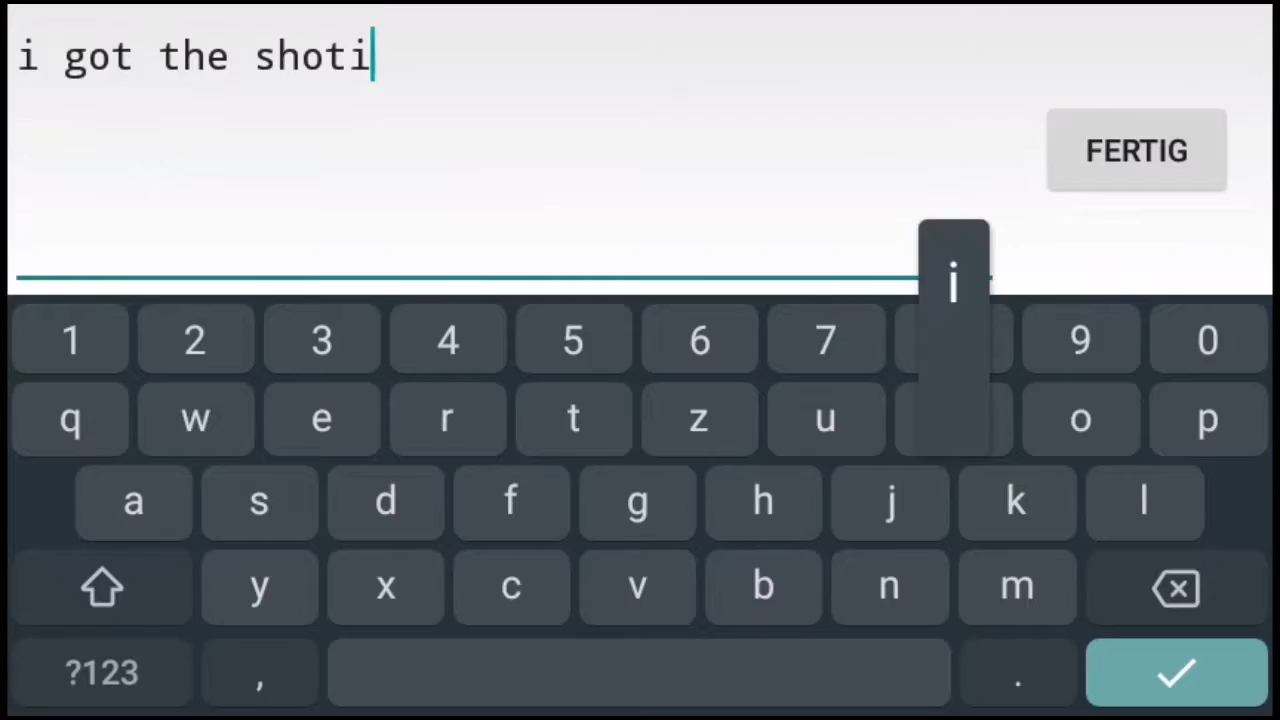 i got the shoti
FERTIG
i
1 2 3 4 5 6 7 9 0
q w e r t z u o p
a s d f g h j k l
y x c v b n m
?123 , .